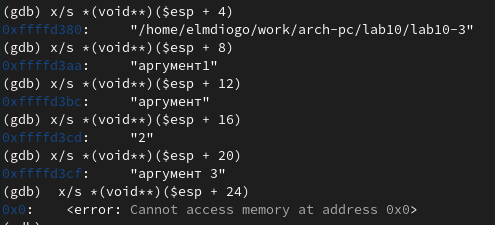 (gdb) x/s *(void**)($esp + 4)
0xffffd380:     "/home/elmdiogo/work/arch-pc/lab10/lab10-3"
(gdb) x/s *(void**)($esp + 8)
0xffffd3aa:     "аргумент1"
(gdb) x/s *(void**)($esp + 12)
0xffffd3bc:     "аргумент"
(gdb) x/s *(void**)($esp + 16)
0xffffd3cd:     "2"
(gdb) x/s *(void**)($esp + 20)
0xffffd3cf:     "аргумент 3"
(gdb)  x/s *(void**)($esp + 24)
0x0:    <error: Cannot access memory at address 0x0>